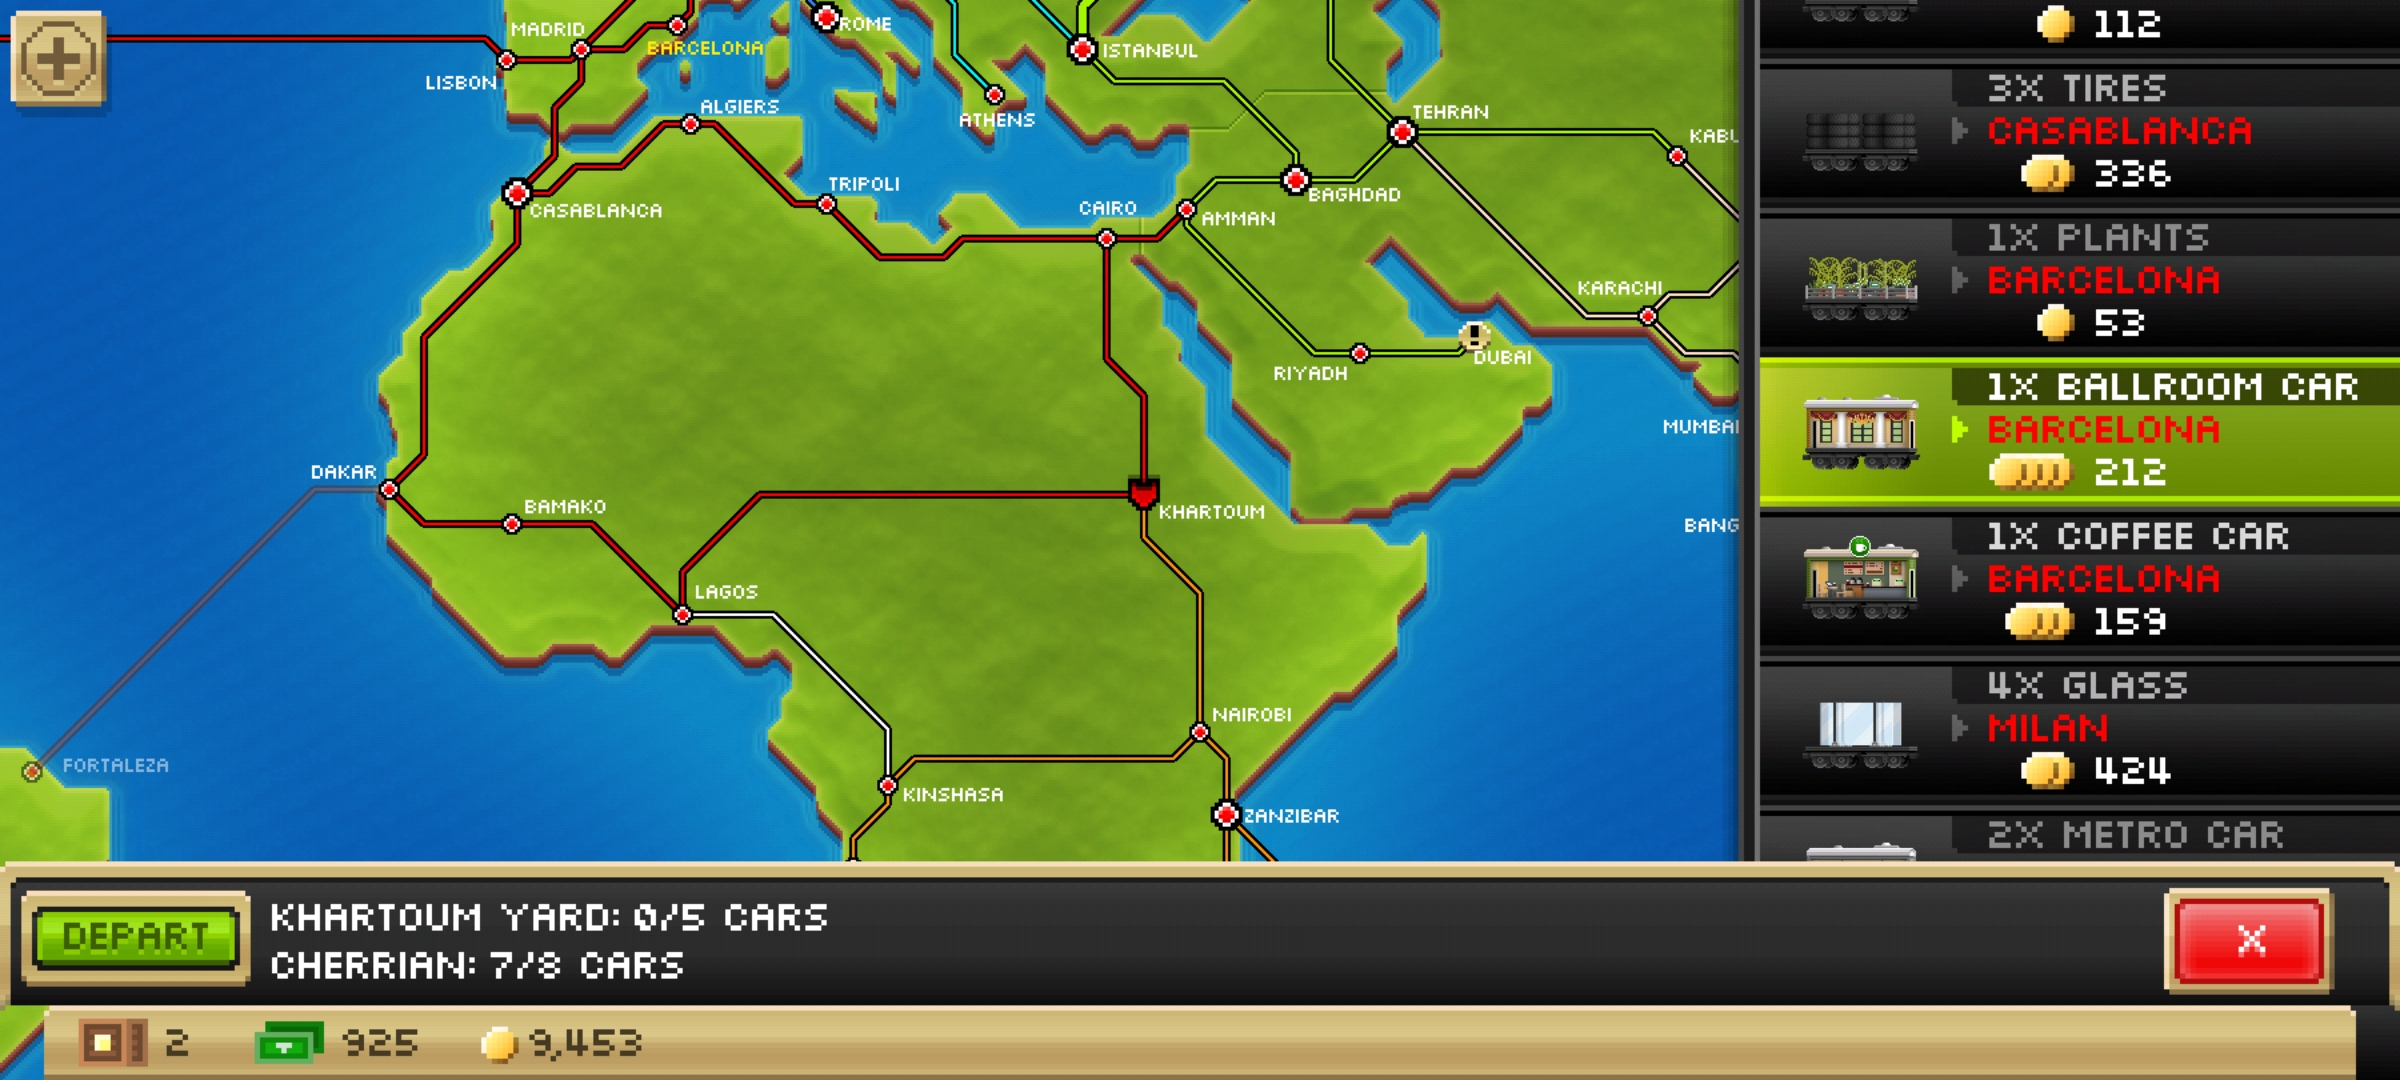 MADRID
ROME
BARCELONA
ISTANBUL
LISBON
ALGIERS
ATHENS
TEHRAN
KABU
TRIPOLI
CASABLANCA
CAIRO
AMMAN
BAGHDAD
KARACHI
RIYADH
DUBAI
MUMBAI
DAKAR
BAMAKO
KHARTOUM
BANG
LAGOS
NAIROBI
FORTALEZA
KINSHASA
ZANZIBAR
112
3X TIRES
CASABLANCA
336
1X PLANTS
BARCELONA
53
1X BALLROOM CAR
BARCELONA
212
1X COFFEE CAR
BARCELONA
159
4X GLASS
MILAN
424
2X METRO CAR
DEPART
KHARTOUM YARD: 0/5 CARS
CHERRIAN: 7/8 CARS
X
2 925 9,453